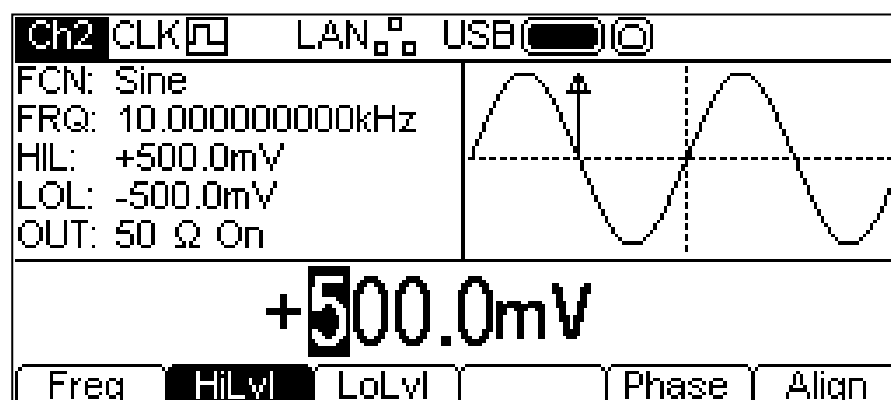 Ch2 CLK LAN USB
FCN: Sine
FRQ: 10.000000000kHz
HIL: +500.0mV
LOL: -500.0mV
OUT: 50 Ω On
+500.0mV
Freq HiLvl LoLvl Phase Align